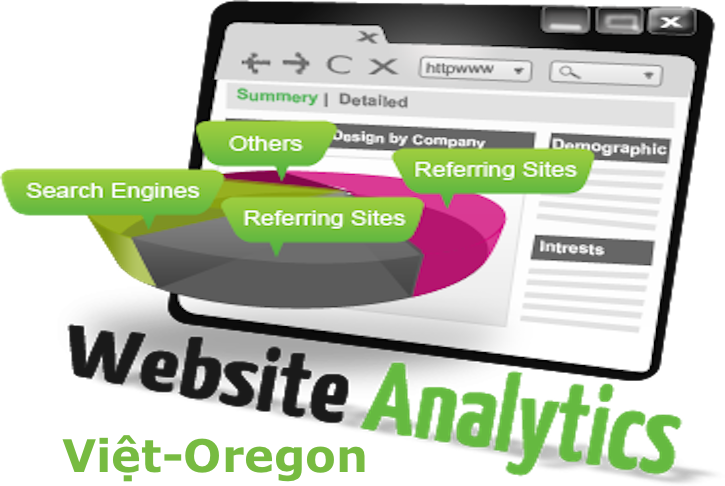 httpwww
Summery | Detailed
Design by Company
Demographic
Others
Referring Sites
Search Engines
Referring Sites
Intrests
Website Analytics
Việt-Oregon